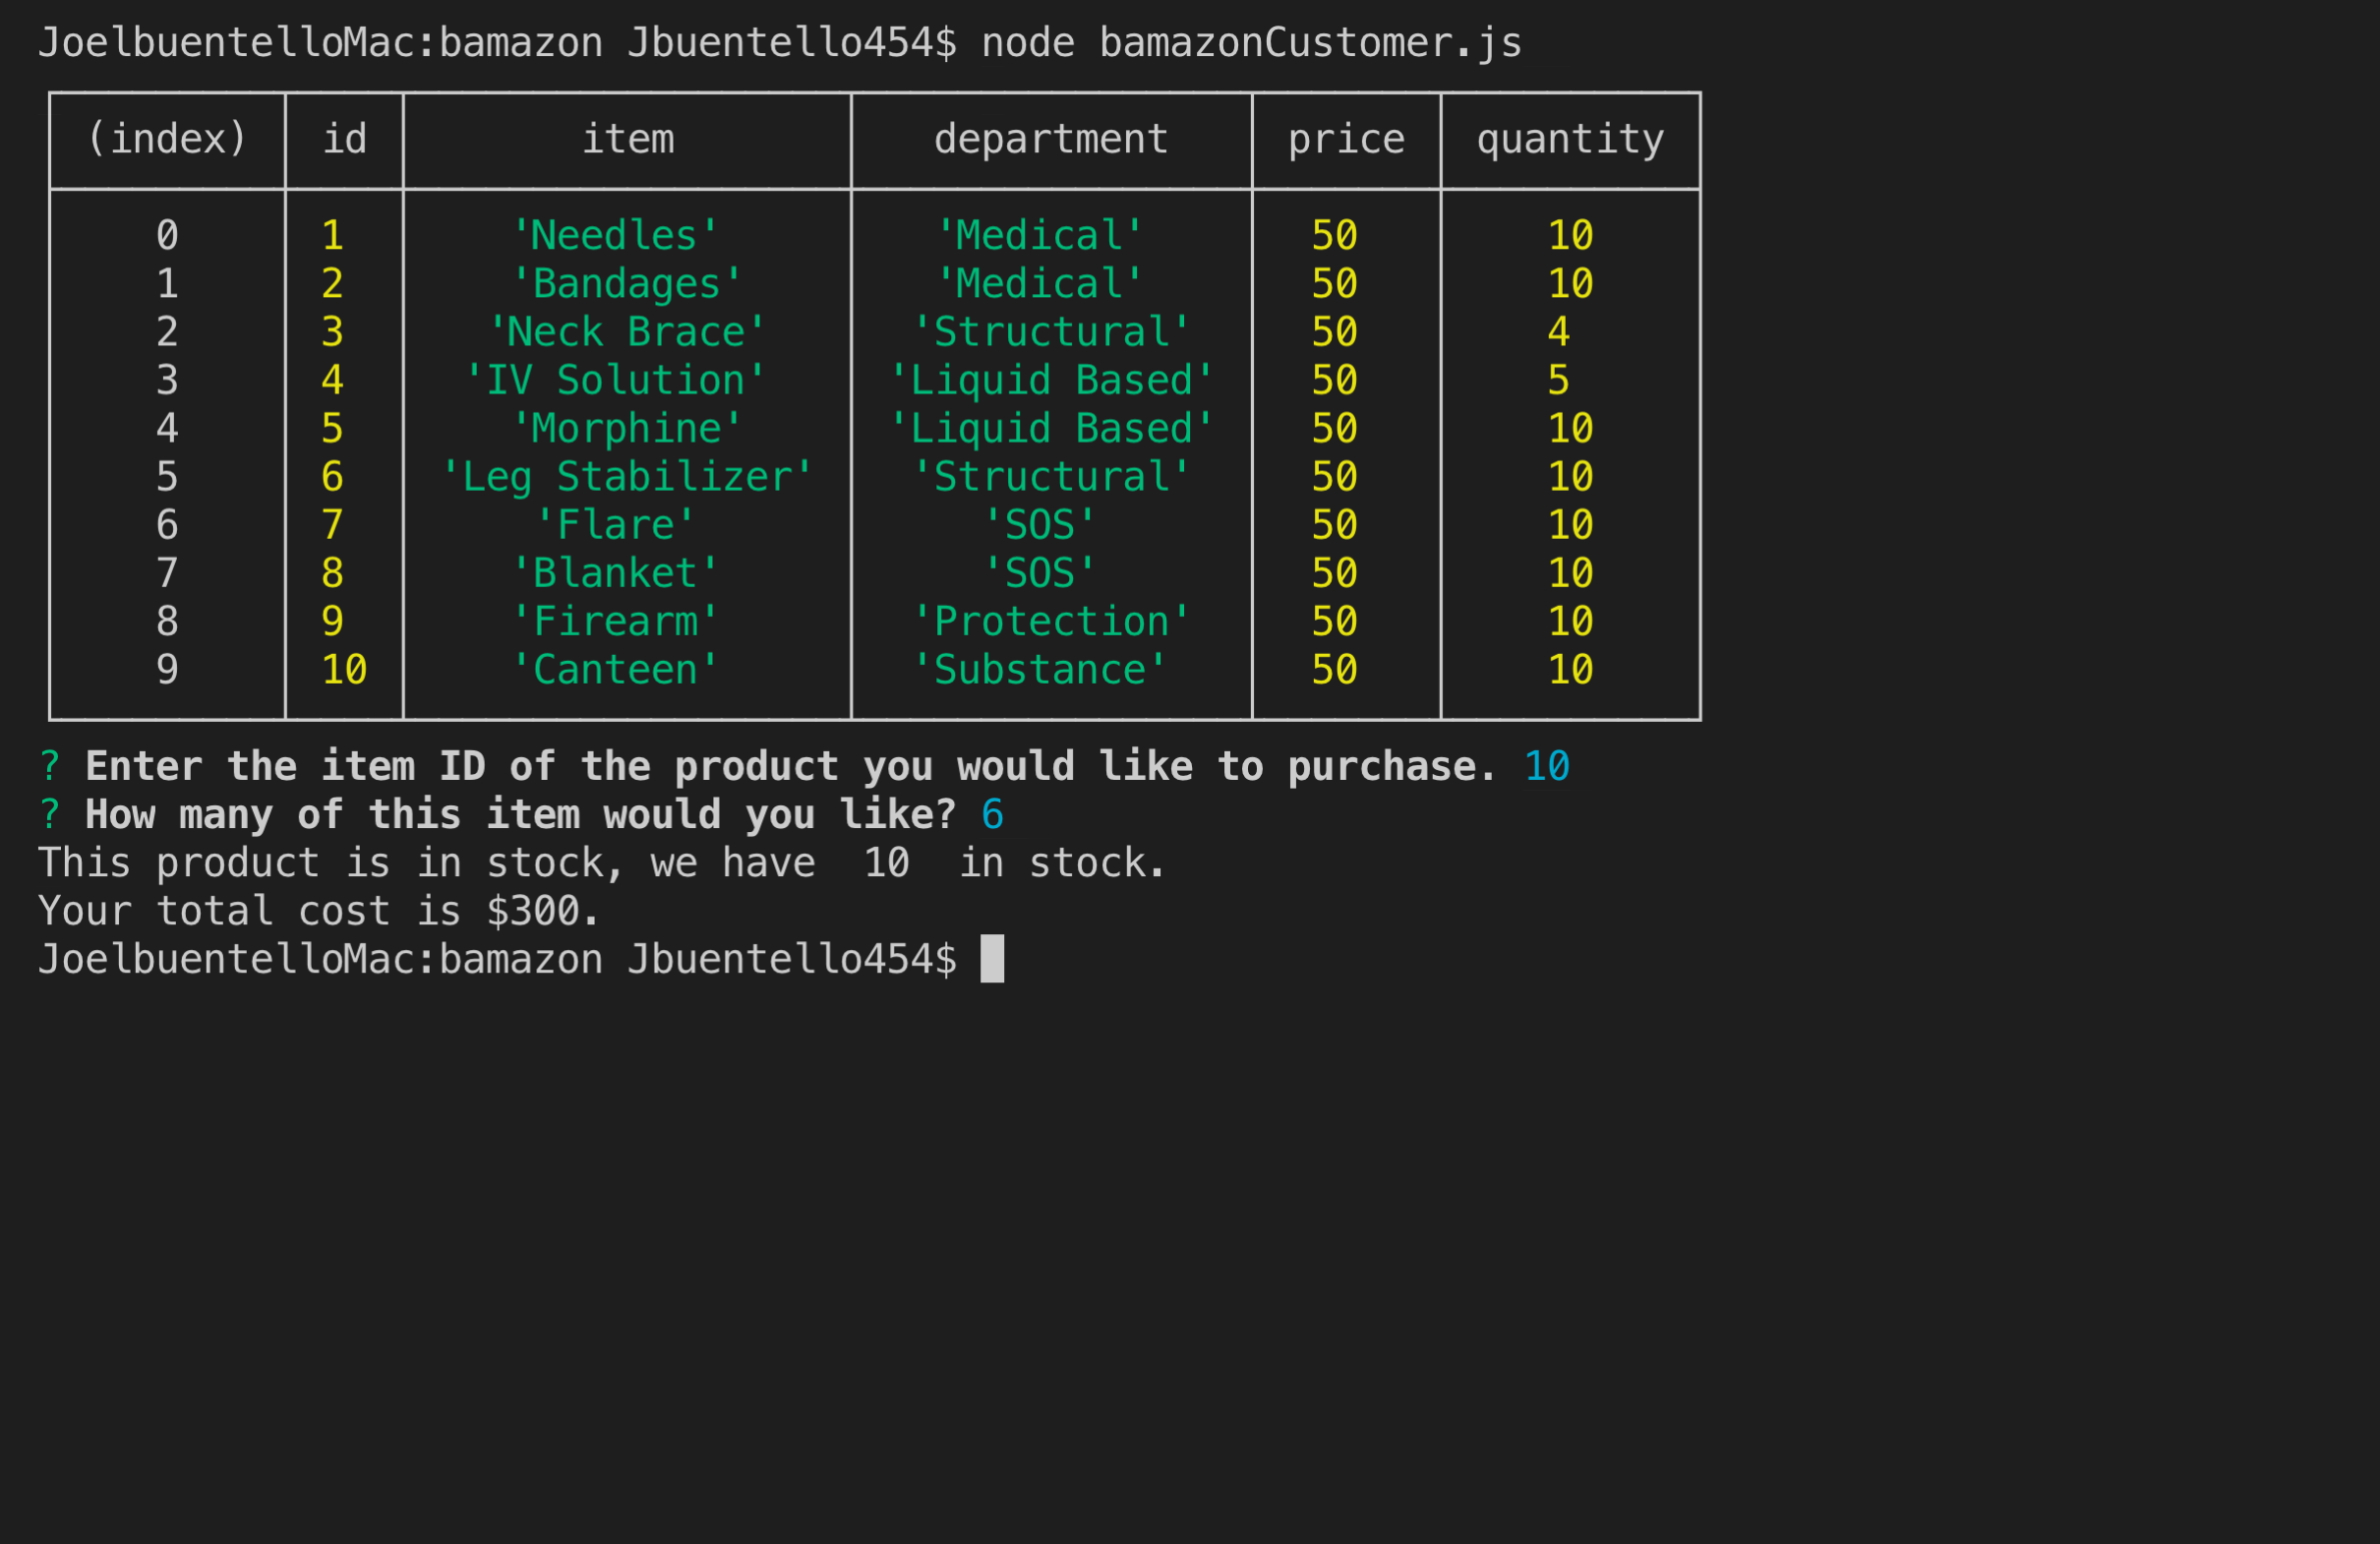 JoelbuentelloMac:bamazon Jbuentello454$ node bamazonCustomer.js
(index) id item department price quantity
0 1 'Needles' 'Medical' 50 10
1 2 'Bandages' 'Medical' 50 10
2 3 'Neck Brace' 'Structural' 50 4
3 4 'IV Solution' 'Liquid Based' 50 5
4 5 'Morphine' 'Liquid Based' 50 10
5 6 'Leg Stabilizer' 'Structural' 50 10
6 7 'Flare' 'SOS' 50 10
7 8 'Blanket' 'SOS' 50 10
8 9 'Firearm' 'Protection' 50 10
9 10 'Canteen' 'Substance' 50 10
? Enter the item ID of the product you would like to purchase. 10
? How many of this item would you like? 6
This product is in stock, we have  10  in stock.
Your total cost is $300.
JoelbuentelloMac:bamazon Jbuentello454$